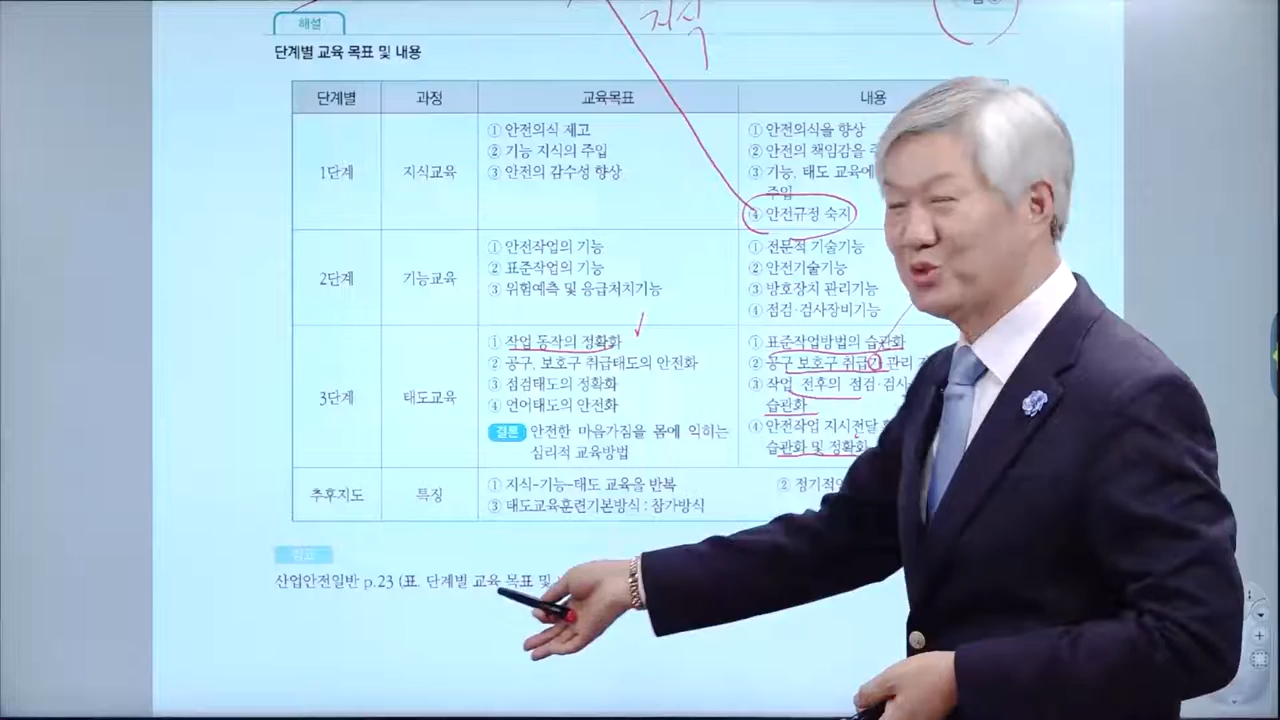 지식
해설
단계별 교육 목표 및 내용
단계별 과정 교육목표 내용
1단계 지식교육
① 안전의식 제고
② 기능 지식의 주입
③ 안전의 감수성 향상
① 안전의식을 향상
② 안전의 책임감을
③ 기능, 태도 교육에
주입
④ 안전규정 숙지
2단계 기능교육
① 안전작업의 기능
② 표준작업의 기능
③ 위험예측 및 응급처치기능
① 전문적 기술기능
② 안전기술기능
③ 방호장치 관리기능
④ 점검·검사장비기능
3단계 태도교육
① 작업 동작의 정확화
② 공구, 보호구 취급태도의 안전화
③ 점검태도의 정확화
④ 언어태도의 안전화
결론 안전한 마음가짐을 몸에 익히는
심리적 교육방법
① 표준작업방법의 습관화
② 공구 보호구 취급과 관리
③ 작업 전후의 점검·검사
습관화
④ 안전작업 지시전달
습관화 및 정확화
추후지도 특징
① 지식-기능-태도 교육을 반복
② 정기적인
③ 태도교육훈련기본방식 : 참가방식
참고
산업안전일반 p.23 (표. 단계별 교육 목표 및